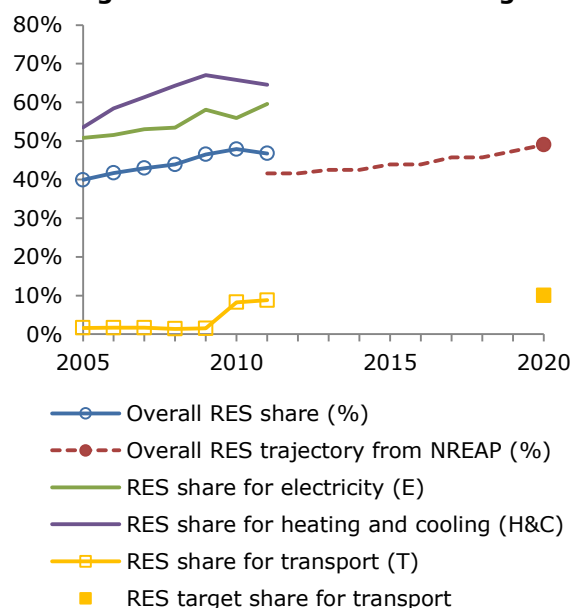 80%
70%
60%
50%
40%
30%
20%
10%
0%
2005 2010 2015 2020
Overall RES share (%)
Overall RES trajectory from NREAP (%)
RES share for electricity (E)
RES share for heating and cooling (H&C)
RES share for transport (T)
RES target share for transport